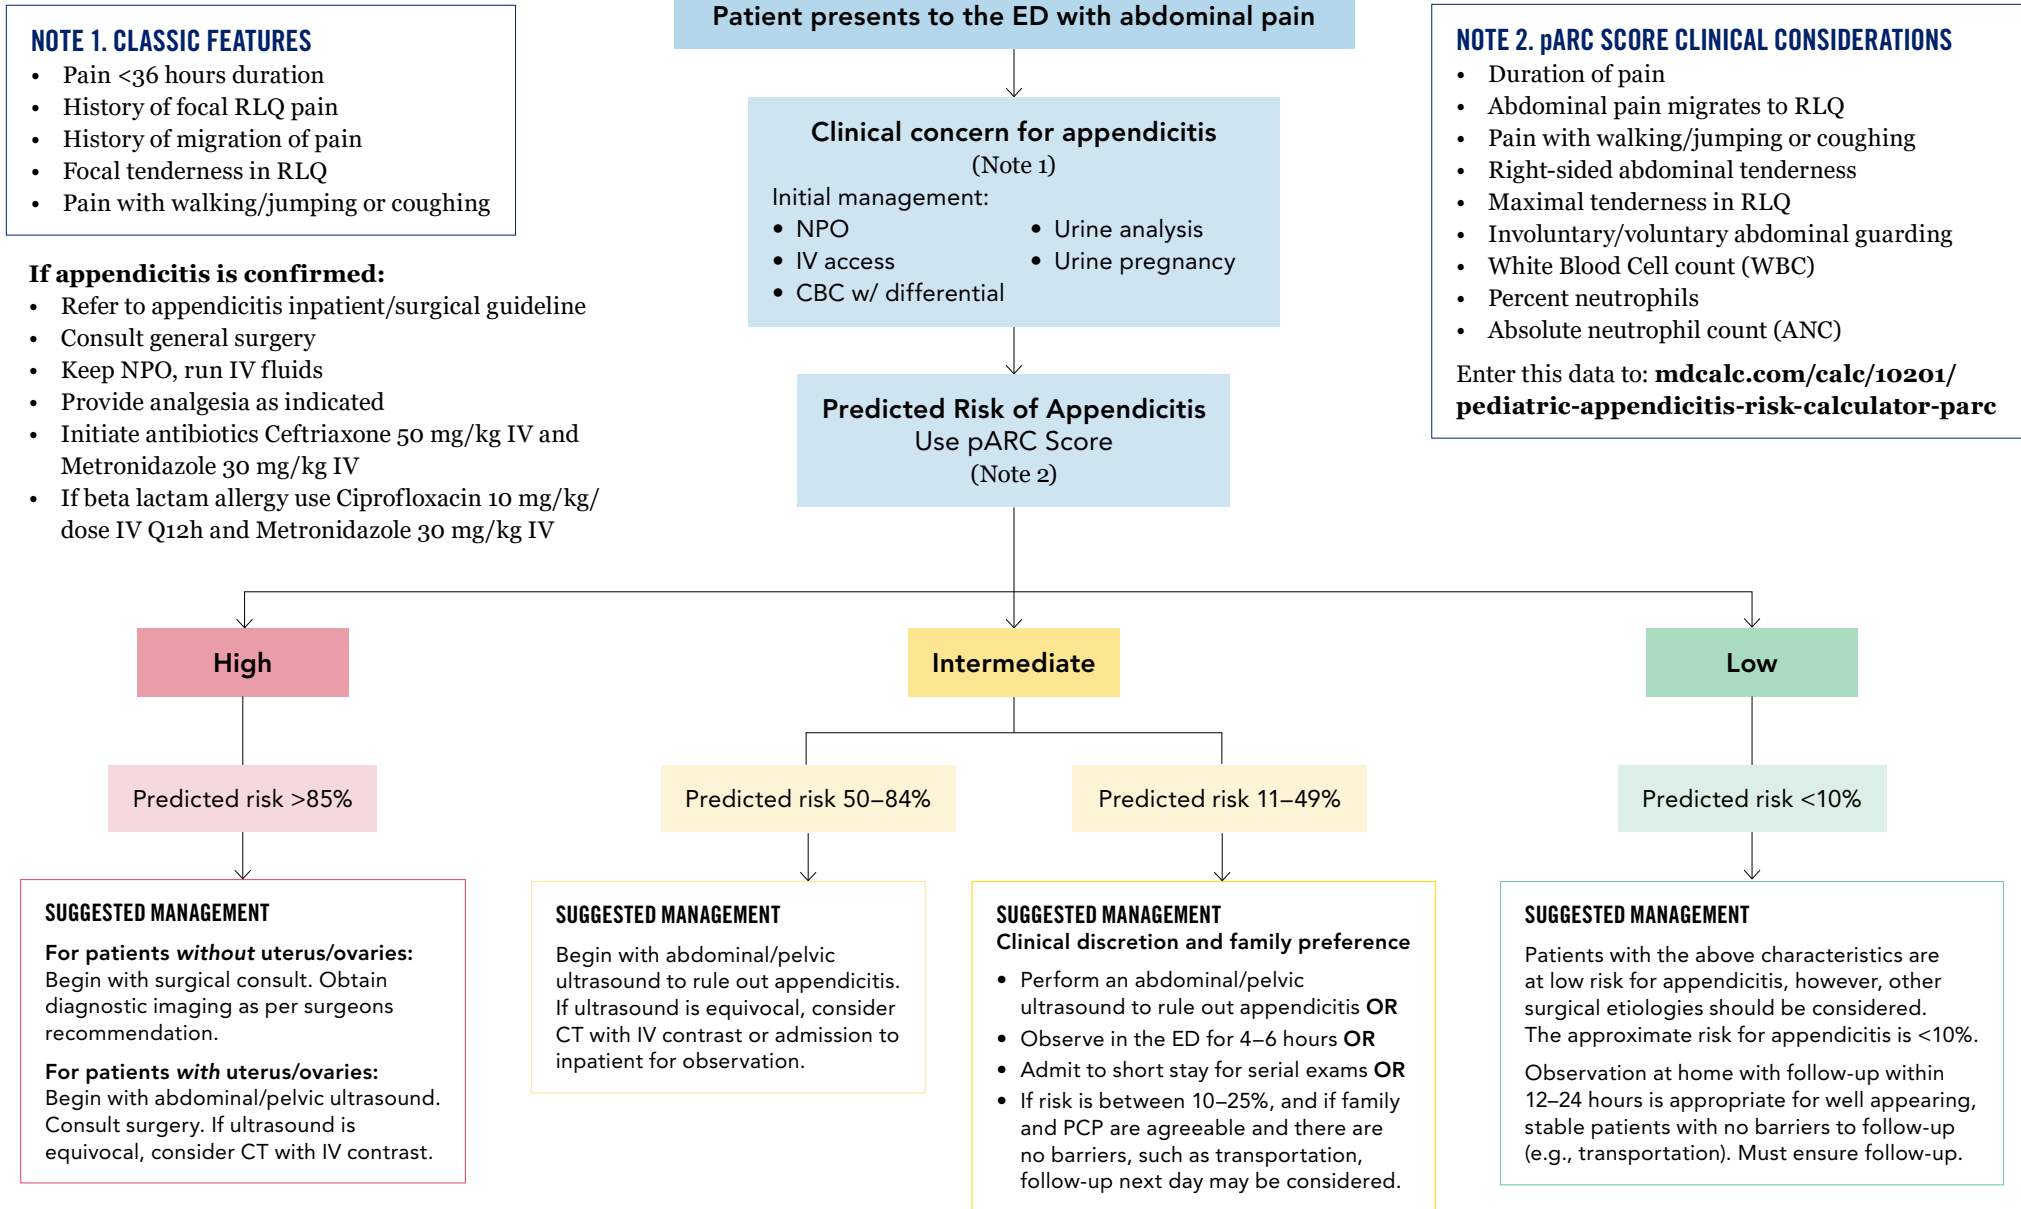 Patient presents to the ED with abdominal pain
NOTE 1. CLASSIC FEATURES
• Pain <36 hours duration
• History of focal RLQ pain
• History of migration of pain
• Focal tenderness in RLQ
• Pain with walking/jumping or coughing
If appendicitis is confirmed:
• Refer to appendicitis inpatient/surgical guideline
• Consult general surgery
• Keep NPO, run IV fluids
• Provide analgesia as indicated
• Initiate antibiotics Ceftriaxone 50 mg/kg IV and
Metronidazole 30 mg/kg IV
• If beta lactam allergy use Ciprofloxacin 10 mg/kg/
dose IV Q12h and Metronidazole 30 mg/kg IV
Clinical concern for appendicitis
(Note 1)
Initial management:
• NPO
• IV access
• CBC w/ differential
• Urine analysis
• Urine pregnancy
Predicted Risk of Appendicitis
Use pARC Score
(Note 2)
NOTE 2. pARC SCORE CLINICAL CONSIDERATIONS
• Duration of pain
• Abdominal pain migrates to RLQ
• Pain with walking/jumping or coughing
• Right-sided abdominal tenderness
• Maximal tenderness in RLQ
• Involuntary/voluntary abdominal guarding
• White Blood Cell count (WBC)
• Percent neutrophils
• Absolute neutrophil count (ANC)
Enter this data to: mdcalc.com/calc/10201/
pediatric-appendicitis-risk-calculator-parc
High
Predicted risk >85%
SUGGESTED MANAGEMENT
For patients without uterus/ovaries:
Begin with surgical consult. Obtain
diagnostic imaging as per surgeons
recommendation.
For patients with uterus/ovaries:
Begin with abdominal/pelvic ultrasound.
Consult surgery. If ultrasound is
equivocal, consider CT with IV contrast.
Intermediate
Predicted risk 50–84%
SUGGESTED MANAGEMENT
Begin with abdominal/pelvic
ultrasound to rule out appendicitis.
If ultrasound is equivocal, consider
CT with IV contrast or admission to
inpatient for observation.
Predicted risk 11–49%
SUGGESTED MANAGEMENT
Clinical discretion and family preference
• Perform an abdominal/pelvic
ultrasound to rule out appendicitis OR
• Observe in the ED for 4–6 hours OR
• Admit to short stay for serial exams OR
• If risk is between 10–25%, and if family
and PCP are agreeable and there are
no barriers, such as transportation,
follow-up next day may be considered.
Low
Predicted risk <10%
SUGGESTED MANAGEMENT
Patients with the above characteristics are
at low risk for appendicitis, however, other
surgical etiologies should be considered.
The approximate risk for appendicitis is <10%.
Observation at home with follow-up within
12–24 hours is appropriate for well appearing,
stable patients with no barriers to follow-up
(e.g., transportation). Must ensure follow-up.